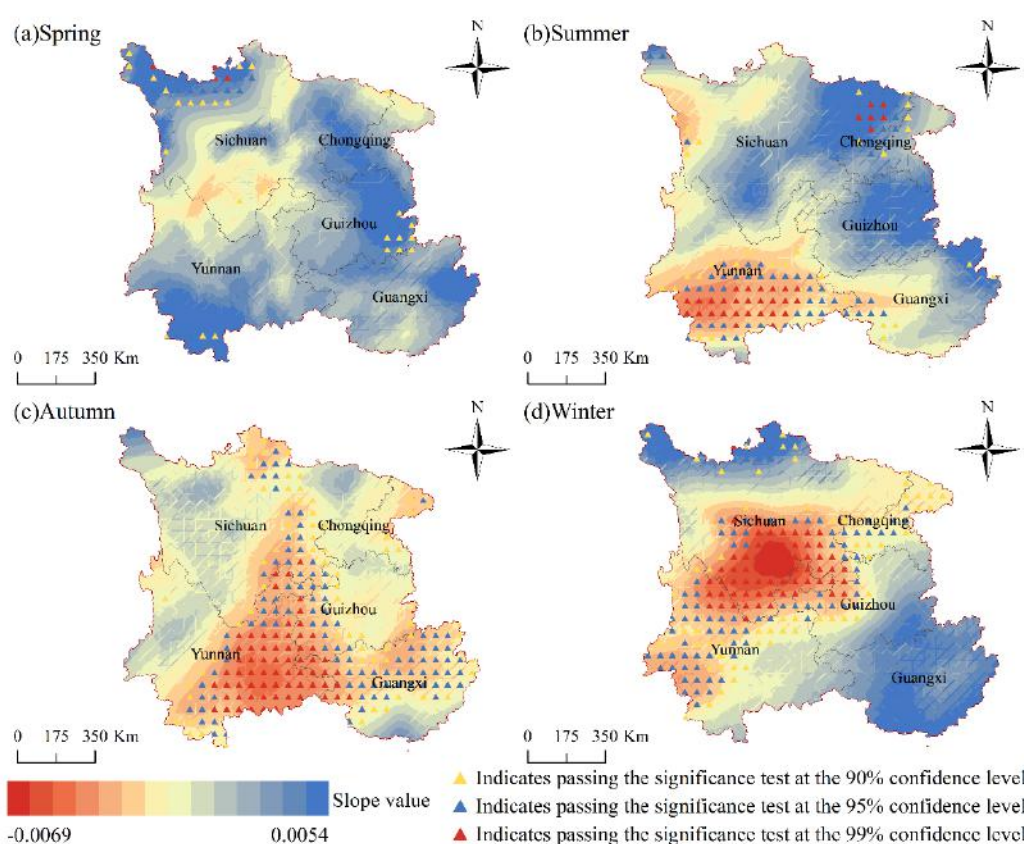 (a)Spring
N
Sichuan
Chongqing
Guizhou
Yunnan
Guangxi
0 175 350 Km
(b)Summer
N
Sichuan
Chongqing
Guizhou
Yunnan
Guangxi
0 175 350 Km
(c)Autumn
N
Sichuan
Chongqing
Guizhou
Yunnan
Guangxi
0 175 350 Km
(d)Winter
N
Sichuan
Chongqing
Guizhou
Yunnan
Guangxi
0 175 350 Km
Slope value
-0.0069 0.0054
Indicates passing the significance test at the 90% confidence level
Indicates passing the significance test at the 95% confidence level
Indicates passing the significance test at the 99% confidence level